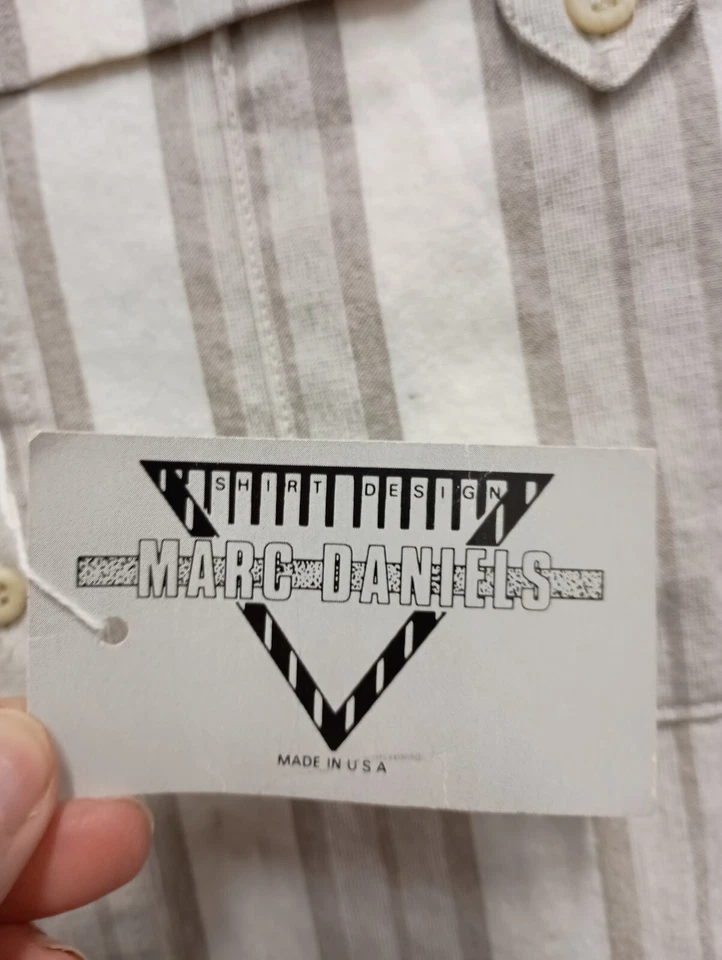 SHIRT DESIGN
MARC DANIELS
MADE IN U S A